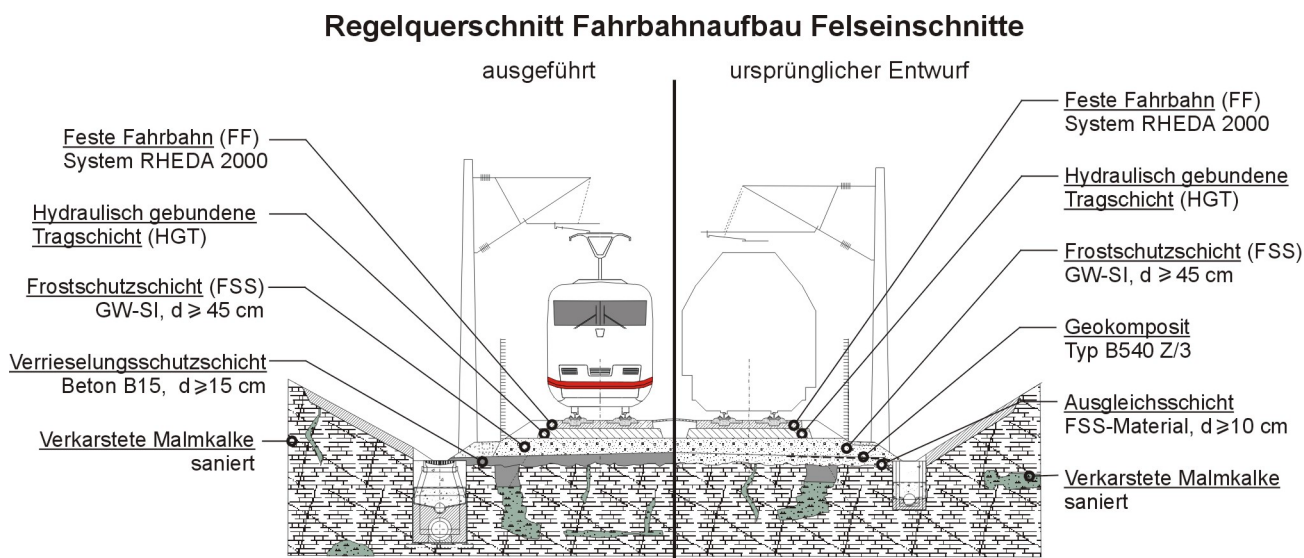 Regelquerschnitt Fahrbahnaufbau Felseinschnitte
ausgeführt
ursprünglicher Entwurf
Feste Fahrbahn (FF)
System RHEDA 2000
Hydraulisch gebundene
Tragschicht (HGT)
Frostschutzschicht (FSS)
GW-SI, d ⩾ 45 cm
Verrieselungsschutzschicht
Beton B15, d⩾15 cm
Verkarstete Malmkalke
saniert
Feste Fahrbahn (FF)
System RHEDA 2000
Hydraulisch gebundene
Tragschicht (HGT)
Frostschutzschicht (FSS)
GW-SI, d ⩾ 45 cm
Geokomposit
Typ B540 Z/3
Ausgleichsschicht
FSS-Material, d⩾10 cm
Verkarstete Malmkalke
saniert